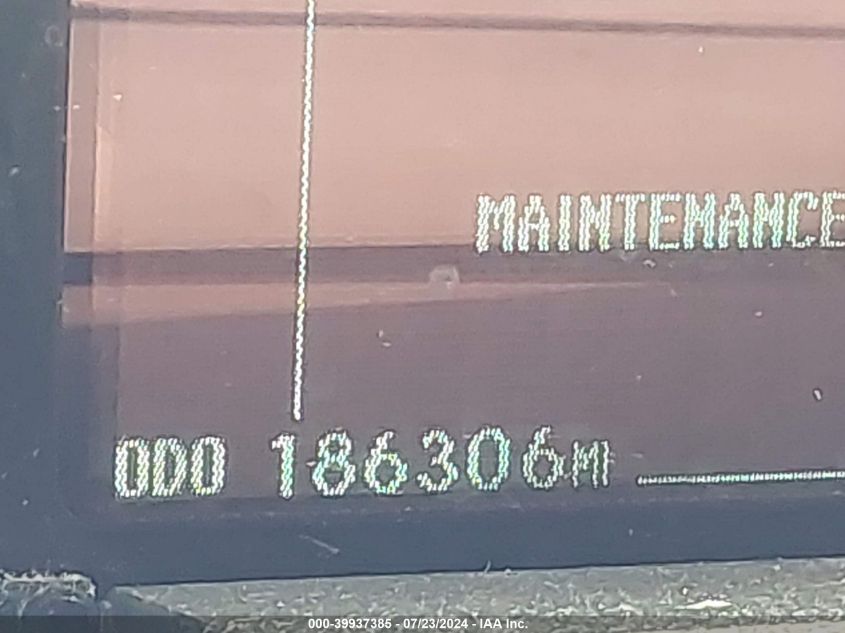 MAINTENANCE
ODO 186306MI
000-39937385 - 07/23/2024 - IAA Inc.